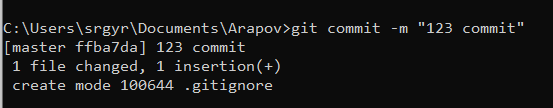 C:\Users\srgyr\Documents\Arapov>git commit -m "123 commit"
[master ffba7da] 123 commit
 1 file changed, 1 insertion(+)
 create mode 100644 .gitignore